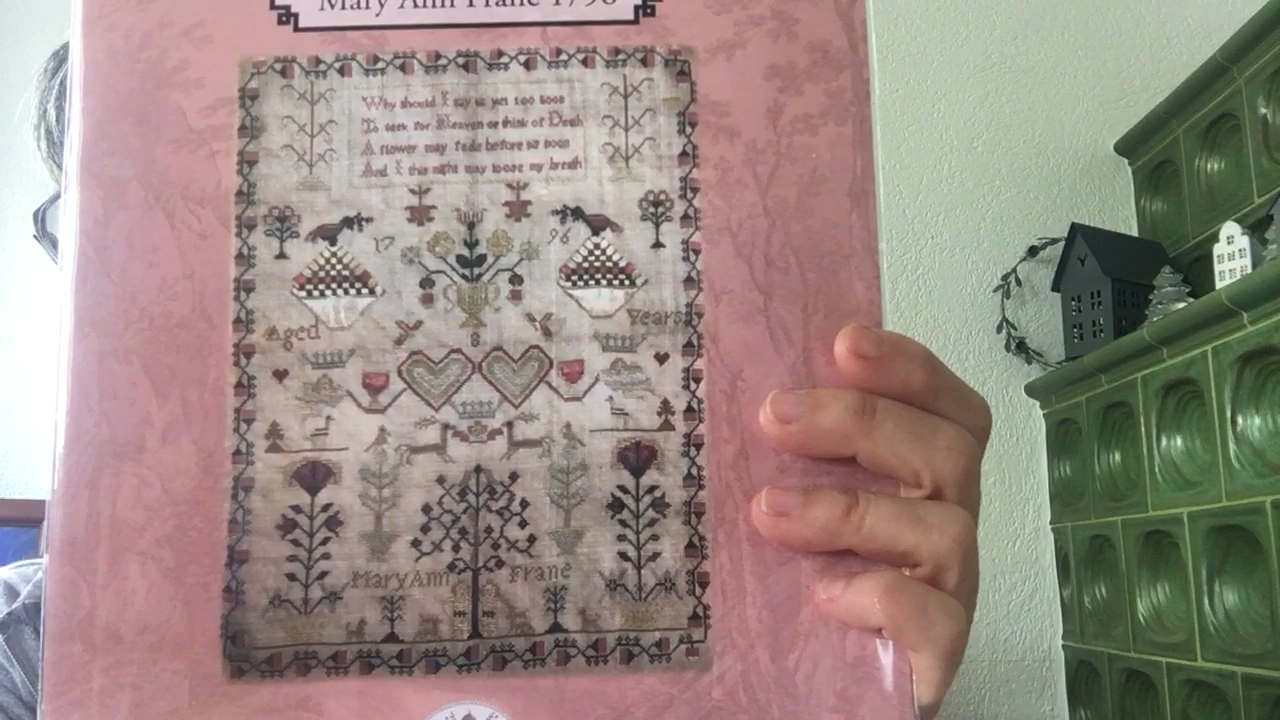 Mary Ann Frane 1796
Why should I say us yet too soon
To seek for Heaven or think of Death
A flower may fade before tis noon
And I this night may loose my breath
17 96
Aged Years
8
Mary Ann Frane